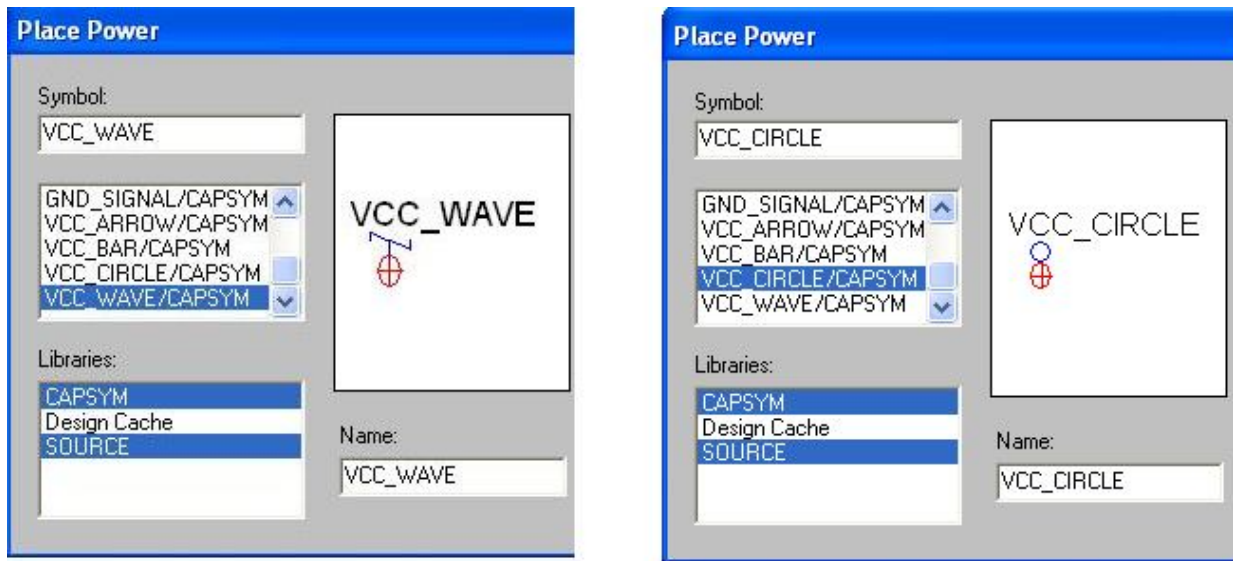 Place Power
Symbol:
VCC_WAVE
GND_SIGNAL/CAPSYM
VCC_ARROW/CAPSYM
VCC_BAR/CAPSYM
VCC_CIRCLE/CAPSYM
VCC_WAVE/CAPSYM
VCC_WAVE
Libraries:
CAPSYM
Design Cache
SOURCE
Name:
VCC_WAVE
Place Power
Symbol:
VCC_CIRCLE
GND_SIGNAL/CAPSYM
VCC_ARROW/CAPSYM
VCC_BAR/CAPSYM
VCC_CIRCLE/CAPSYM
VCC_WAVE/CAPSYM
VCC_CIRCLE
Libraries:
CAPSYM
Design Cache
SOURCE
Name:
VCC_CIRCLE